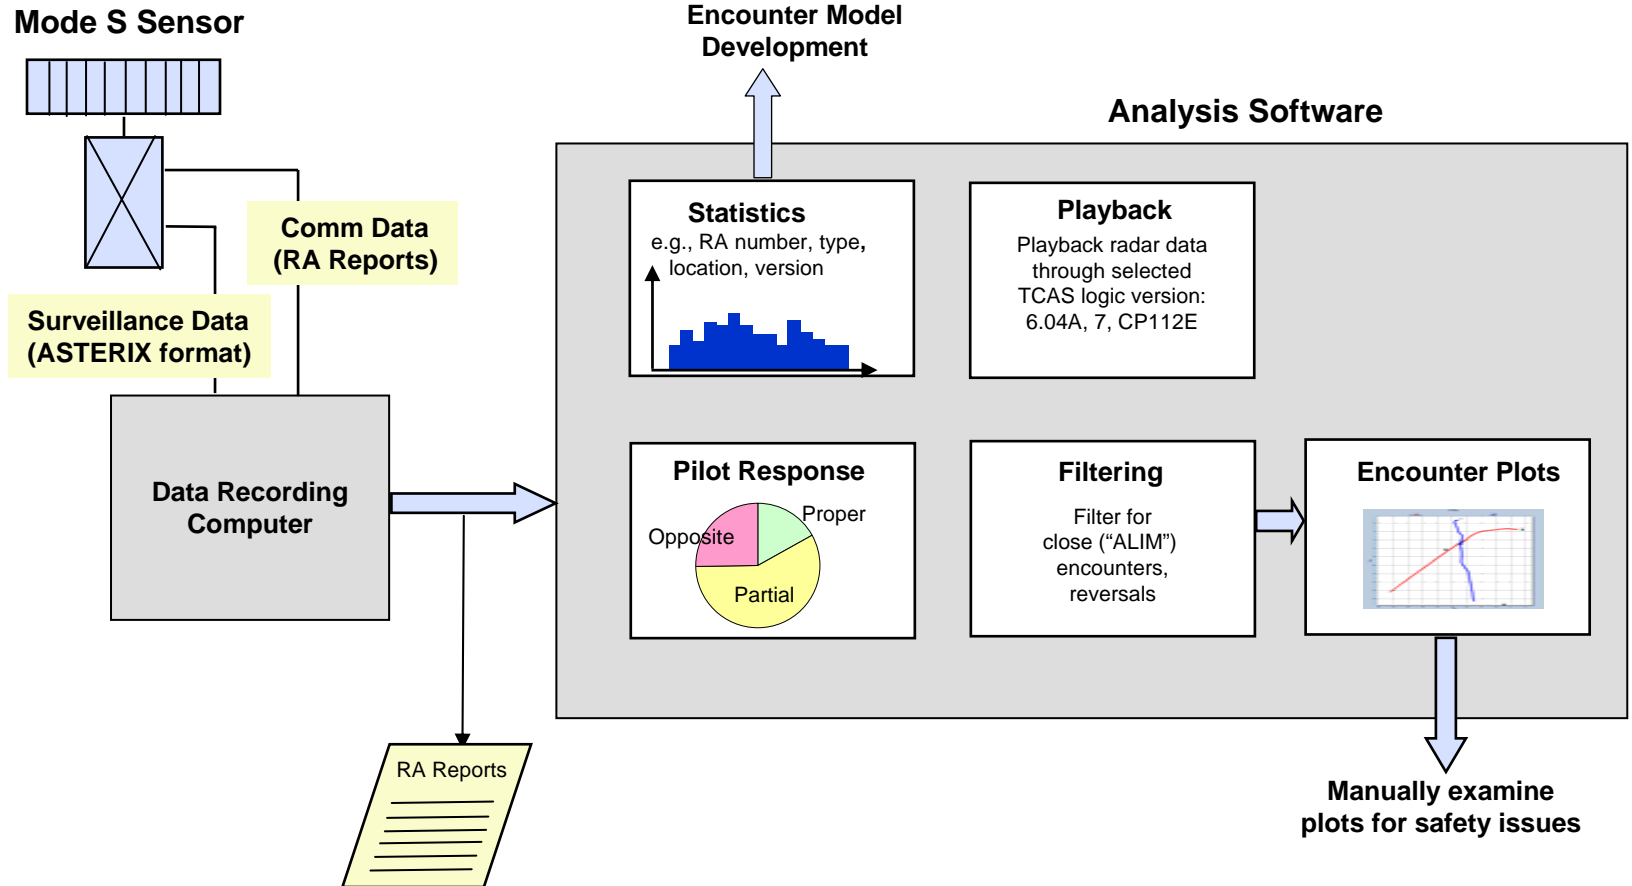 Mode S Sensor
Encounter Model
Development
Analysis Software
Comm Data
(RA Reports)
Surveillance Data
(ASTERIX format)
Data Recording
Computer
RA Reports
Statistics
e.g., RA number, type,
location, version
Playback
Playback radar data
through selected
TCAS logic version:
6.04A, 7, CP112E
Pilot Response
Opposite
Proper
Partial
Filtering
Filter for
close (“ALIM”)
encounters,
reversals
Encounter Plots
Manually examine
plots for safety issues